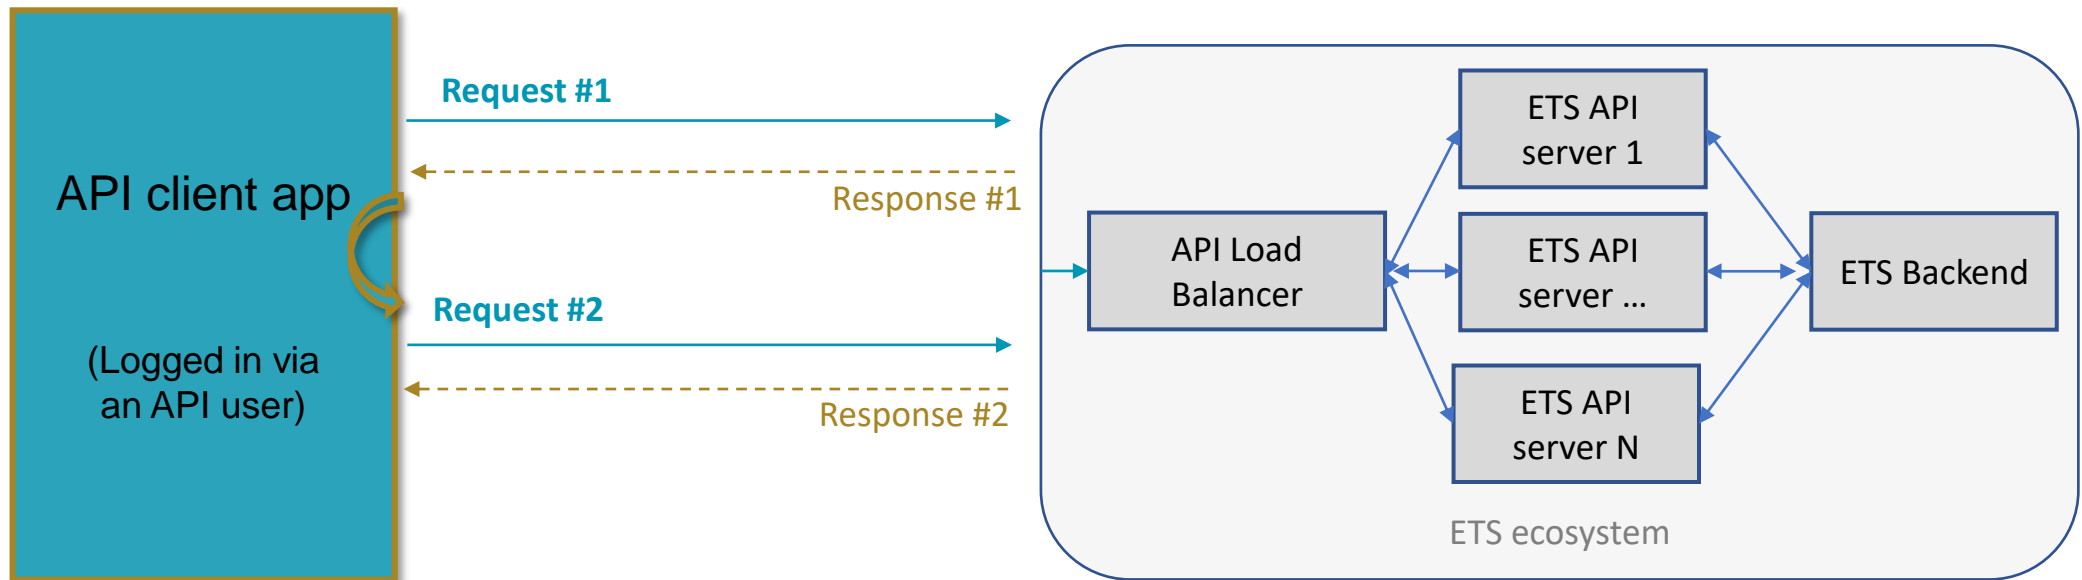 API client app
(Logged in via
an API user)
Request #1
Response #1
Request #2
Response #2
API Load
Balancer
ETS API
server 1
ETS API
server ...
ETS API
server N
ETS Backend
ETS ecosystem